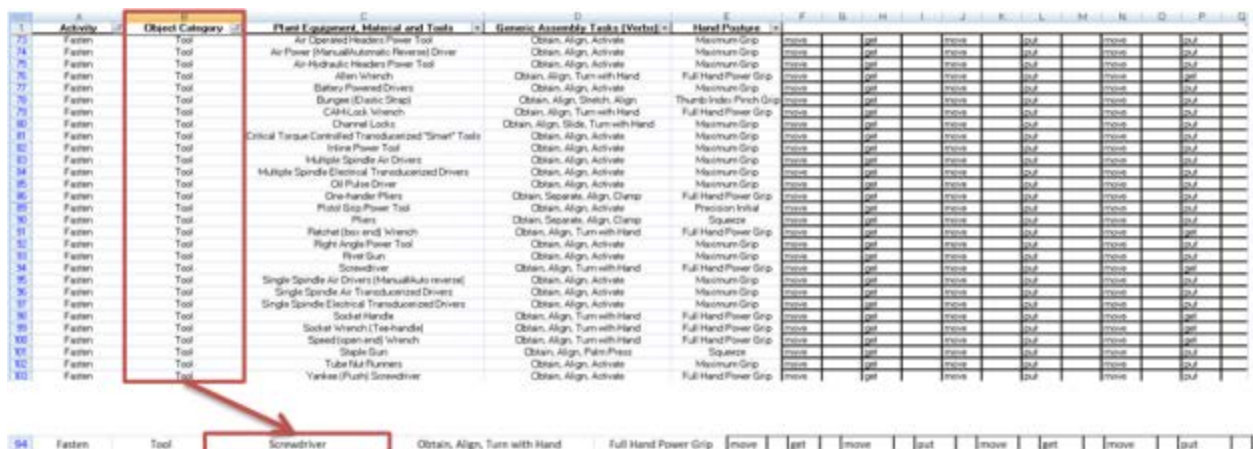 A B C D E F G H I J K L M N O P Q
1 Activity Object Category Plant Equipment, Material and Tools Generic Assembly Tasks (Verbs) Hand Posture
73 Fasten Tool Air Operated Headers Power Tool Obtain, Align, Activate Maximum Grip move get move put move put
74 Fasten Tool Air Power (Manual/Automatic Reverse) Driver Obtain, Align, Activate Maximum Grip move get move put move put
75 Fasten Tool Air-Hydraulic Headers Power Tool Obtain, Align, Activate Maximum Grip move get move put move put
76 Fasten Tool Allen Wrench Obtain, Align, Turn with Hand Full Hand Power Grip move get move put move get
77 Fasten Tool Battery Powered Drivers Obtain, Align, Activate Maximum Grip move get move put move put
78 Fasten Tool Bungee (Elastic Strap) Obtain, Align, Stretch, Align Thumb Index Pinch Grip move get move put move put
79 Fasten Tool CAM-Lock Wrench Obtain, Align, Turn with Hand Full Hand Power Grip move get move put move get
80 Fasten Tool Channel Locks Obtain, Align, Slide, Turn with Hand Maximum Grip move get move put move put
81 Fasten Tool Critical Torque Controlled Transducerized "Smart" Tools Obtain, Align, Activate Maximum Grip move get move put move put
82 Fasten Tool Inline Power Tool Obtain, Align, Activate Maximum Grip move get move put move put
83 Fasten Tool Multiple Spindle Air Drivers Obtain, Align, Activate Maximum Grip move get move put move put
84 Fasten Tool Multiple Spindle Electrical Transducerized Drivers Obtain, Align, Activate Maximum Grip move get move put move put
85 Fasten Tool Oil Pulse Driver Obtain, Align, Activate Maximum Grip move get move put move put
86 Fasten Tool One-hander Pliers Obtain, Separate, Align, Clamp Full Hand Power Grip move get move put move put
89 Fasten Tool Pistol Grip Power Tool Obtain, Align, Activate Precision Initial move get move put move put
90 Fasten Tool Pliers Obtain, Separate, Align, Clamp Squeeze move get move put move put
91 Fasten Tool Ratchet (box end) Wrench Obtain, Align, Turn with Hand Full Hand Power Grip move get move put move get
92 Fasten Tool Right Angle Power Tool Obtain, Align, Activate Maximum Grip move get move put move put
93 Fasten Tool Rivet Gun Obtain, Align, Activate Maximum Grip move get move put move put
94 Fasten Tool Screwdriver Obtain, Align, Turn with Hand Full Hand Power Grip move get move put move get
95 Fasten Tool Single Spindle Air Drivers (Manual/Auto reverse) Obtain, Align, Activate Maximum Grip move get move put move put
96 Fasten Tool Single Spindle Air Transducerized Drivers Obtain, Align, Activate Maximum Grip move get move put move put
97 Fasten Tool Single Spindle Electrical Transducerized Drivers Obtain, Align, Activate Maximum Grip move get move put move put
98 Fasten Tool Socket Handle Obtain, Align, Turn with Hand Full Hand Power Grip move get move put move get
99 Fasten Tool Socket Wrench (Tee-handle) Obtain, Align, Turn with Hand Full Hand Power Grip move get move put move get
100 Fasten Tool Speed (open end) Wrench Obtain, Align, Turn with Hand Full Hand Power Grip move get move put move get
101 Fasten Tool Staple Gun Obtain, Align, Palm Press Squeeze move get move put move put
102 Fasten Tool Tube Nut Runners Obtain, Align, Activate Maximum Grip move get move put move put
103 Fasten Tool Yankee (Push) Screwdriver Obtain, Align, Activate Full Hand Power Grip move get move put move put
94 Fasten Tool Screwdriver Obtain, Align, Turn with Hand Full Hand Power Grip move get move put move get move put